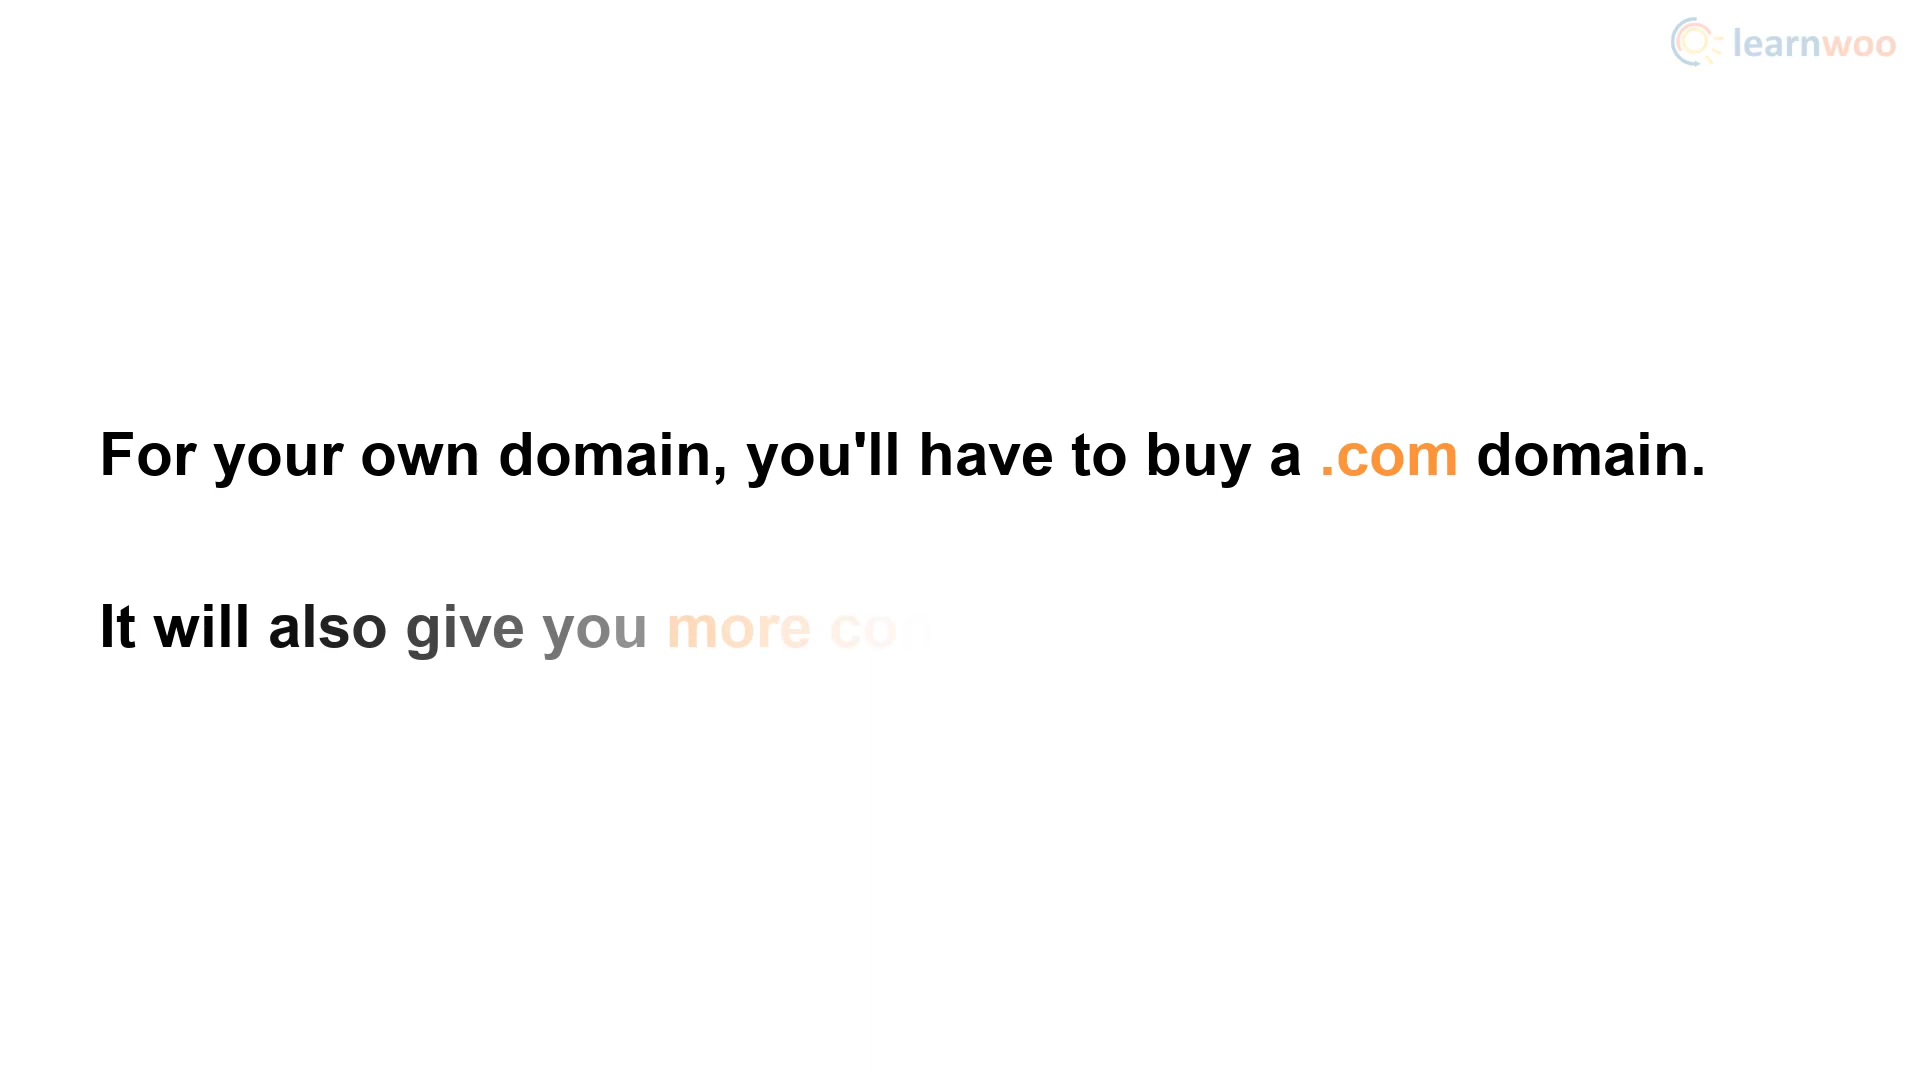 learnwoo
For your own domain, you'll have to buy a .com domain.
It will also give you more